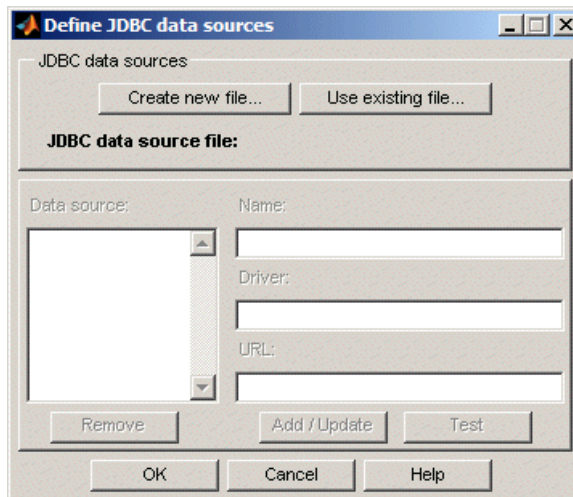 Define JDBC data sources
JDBC data sources
Create new file... Use existing file...
JDBC data source file:
Data source: Name:
Driver:
URL:
Remove Add / Update Test
OK Cancel Help